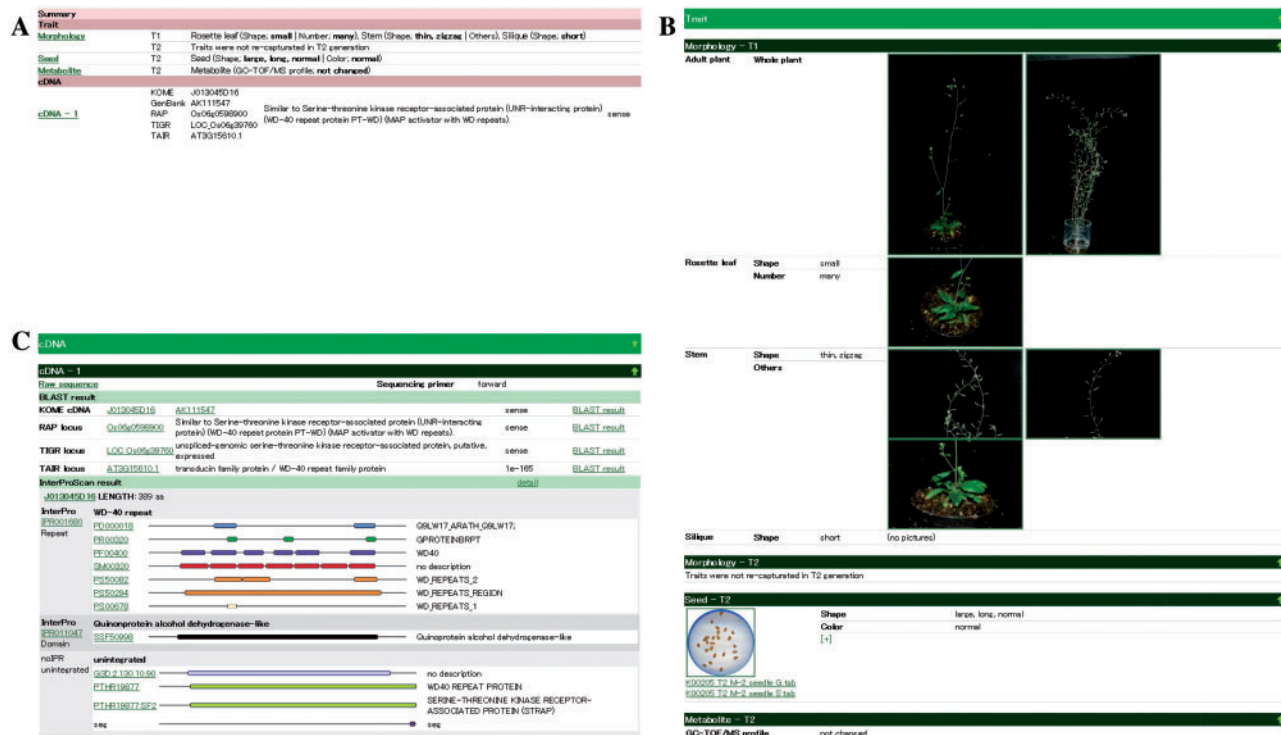 A
Summary
Trait
Morphology T1 Rosette leaf (Shape; small | Number; many), Stem (Shape; thin, zigzag | Others), Silique (Shape; short)
T2 Traits were not re-captured in T2 generation
Seed T2 Seed (Shape; large, long, normal | Color; normal)
Metabolite T2 Metabolite (GC-TOF/MS profile; not changed)
cDNA
cDNA - 1
KOME J013045D16
GenBank AK111547
RAP Os06g0598900
TIGR LOC_Os06g39760
TAIR AT3G15610.1
Similar to Serine-threonine kinase receptor-associated protein (UNR-interacting protein)
(WD-40 repeat protein PT-WD) (MAP activator with WD repeats).
sense
B
Trait
Morphology - T1
Adult plant Whole plant
Rosette leaf Shape small
Number many
Stem Shape thin, zigzag
Others
Silique Shape short (no pictures)
Morphology - T2
Traits were not re-captured in T2 generation
Seed - T2
Shape large, long, normal
Color normal
[+]
K00205 T2 M-2 seedle G.tab
K00205 T2 M-2 seedle S.tab
Metabolite - T2
GC-TOF/MS profile not changed
C
cDNA
cDNA - 1
Raw sequence Sequencing primer forward
BLAST result
KOME cDNA J013045D16 AK111547 sense BLAST result
RAP locus Os06g0598900 Similar to Serine-threonine kinase receptor-associated protein (UNR-interacting
protein) (WD-40 repeat protein PT-WD) (MAP activator with WD repeats). sense BLAST result
TIGR locus LOC_Os06g39760 unspliced-genomic serine-threonine kinase receptor-associated protein, putative,
expressed sense BLAST result
TAIR locus AT3G15610.1 transducin family protein / WD-40 repeat family protein 1e-165 BLAST result
InterProScan result detail
J013045D16 LENGTH: 389 aa
InterPro WD-40 repeat
IPR001680
Repeat
PD000018 Q9LW17_ARATH_Q9LW17;
PR00320 GPROTEINBRPT
PF00400 WD40
SM00320 no description
PS50082 WD_REPEATS_2
PS50294 WD_REPEATS_REGION
PS00678 WD_REPEATS_1
InterPro Quinonprotein alcohol dehydrogenase-like
IPR011047
Domain
SSF50998 Quinoprotein alcohol dehydrogenase-like
noIPR unintegrated
unintegrated
G3D.2.130.10.90 no description
PTHR19877 WD40 REPEAT PROTEIN
PTHR19877:SF2 SERINE-THREONINE KINASE RECEPTOR-
ASSOCIATED PROTEIN (STRAP)
seg seg